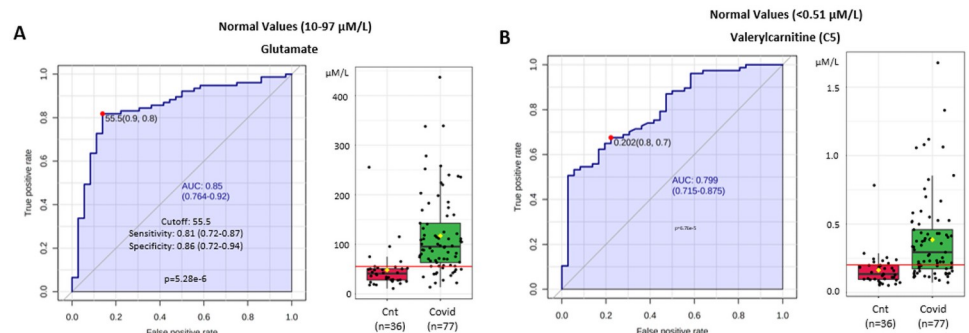 A
Normal Values (10-97 µM/L)
Glutamate
True positive rate
1.0
0.8
0.6
0.4
0.2
0.0
55.5(0.9, 0.8)
AUC: 0.85
(0.764-0.92)
Cutoff: 55.5
Sensitivity: 0.81 (0.72-0.87)
Specificity: 0.86 (0.72-0.94)
p=5.28e-6
0.0 0.2 0.4 0.6 0.8 1.0
False positive rate
µM/L
400
300
200
100
0
Cnt Covid
(n=36) (n=77)
B
Normal Values (<0.51 µM/L)
Valerylcarnitine (C5)
True positive rate
1.0
0.8
0.6
0.4
0.2
0.0
0.202(0.8, 0.7)
AUC: 0.799
(0.715-0.875)
0.0 0.2 0.4 0.6 0.8 1.0
False positive rate
µM/L
1.5
1.0
0.5
0.0
Cnt Covid
(n=36) (n=77)